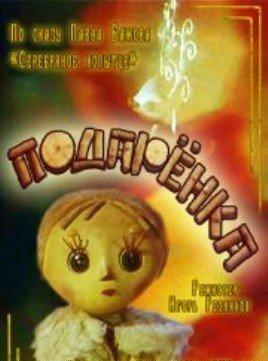 По сказу Павла Бажова
"Серебряное копытце"
ПОДАРЁНКА
Режиссер
Игорь Резников